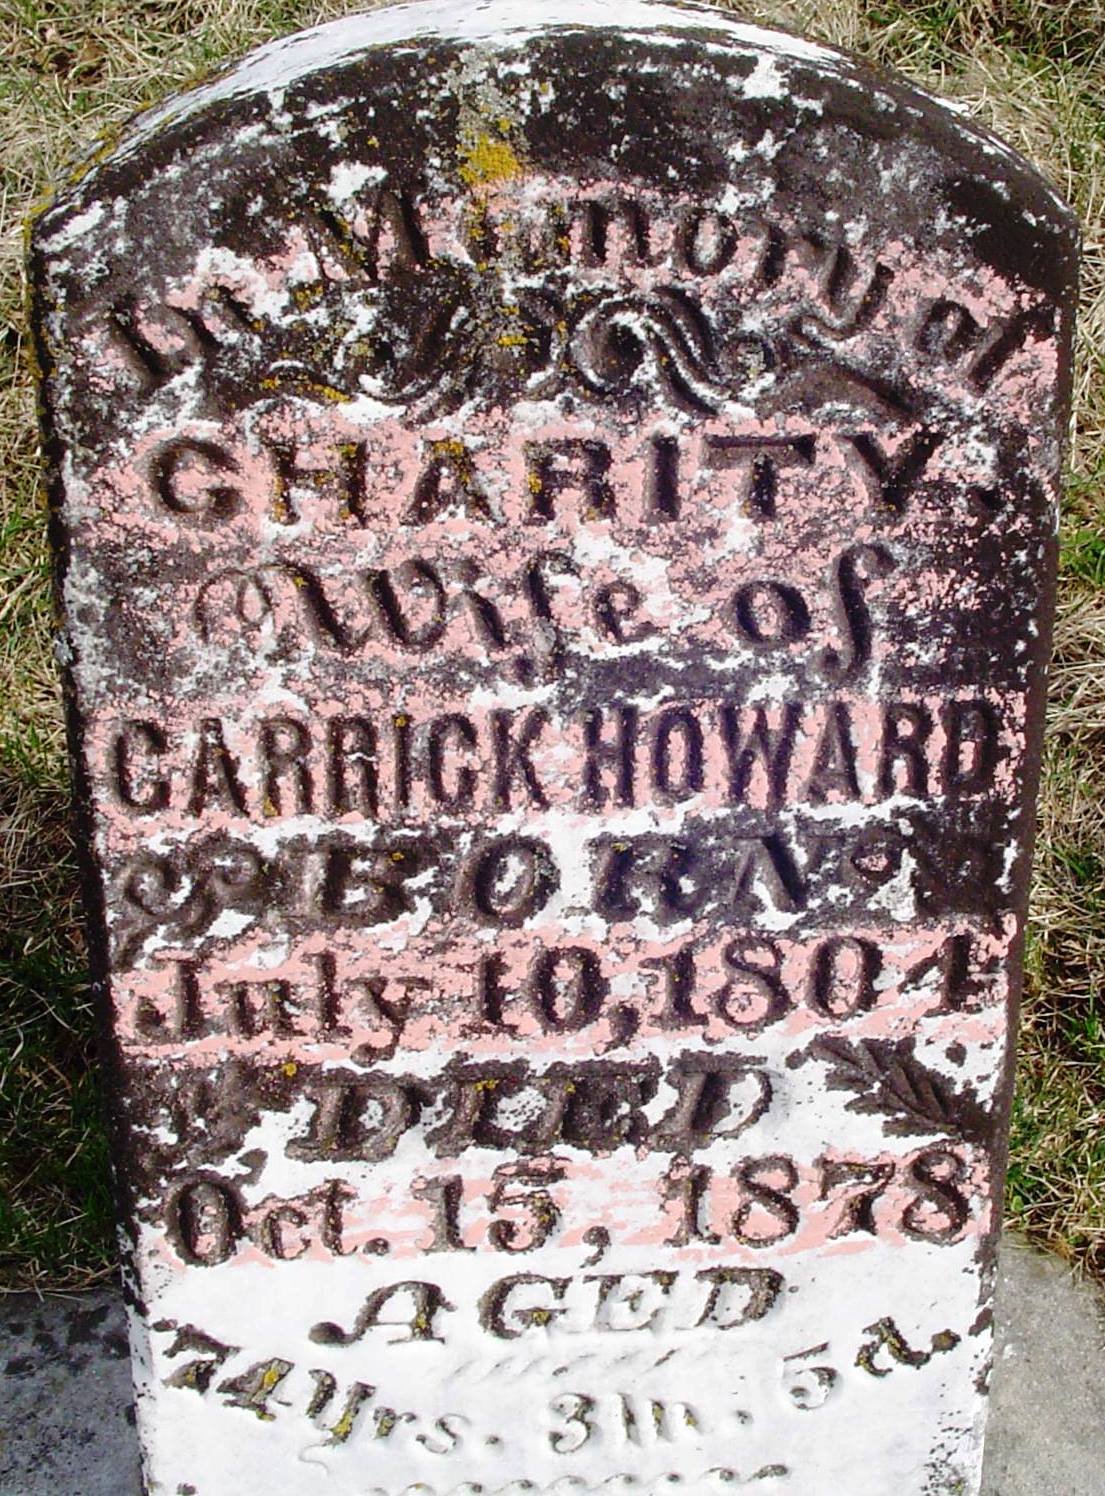 In Memory of
CHARITY.
Wife of
CARRICK HOWARD
BORN
July 10, 1804
DIED
Oct. 15, 1878
AGED
74 yrs. 3 m. 5 d.